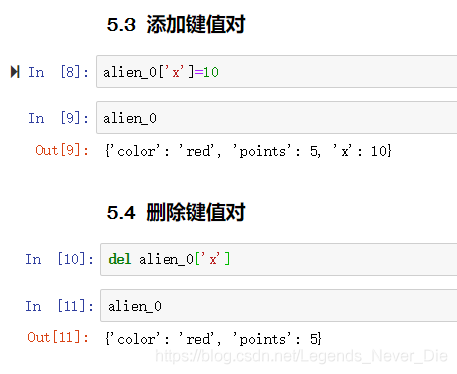 5.3 添加键值对
In [8]: alien_0['x']=10
In [9]: alien_0
Out[9]: {'color': 'red', 'points': 5, 'x': 10}
5.4 删除键值对
In [10]: del alien_0['x']
In [11]: alien_0
Out[11]: {'color': 'red', 'points': 5}
https://blog.csdn.net/Legends_Never_Die